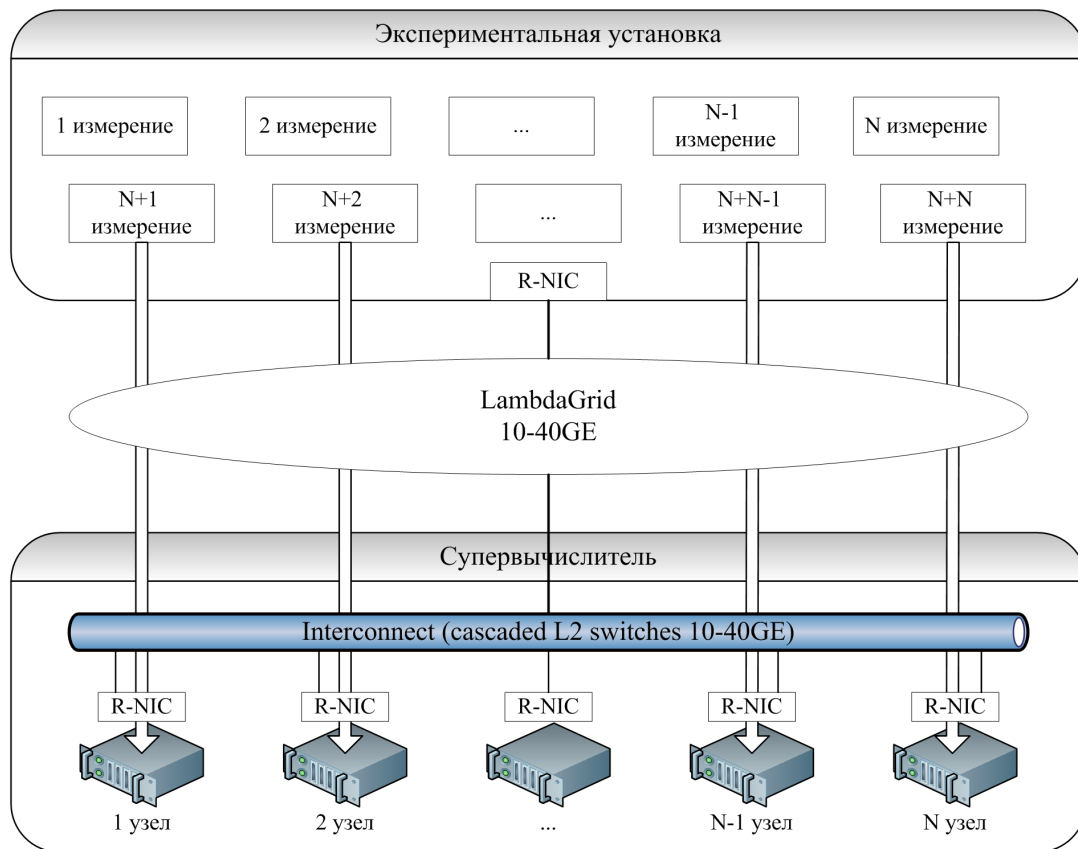 Экспериментальная установка
1 измерение
2 измерение
...
N-1
измерение
N измерение
N+1
измерение
N+2
измерение
...
N+N-1
измерение
N+N
измерение
R-NIC
LambdaGrid
10-40GE
Супервычислитель
Interconnect (cascaded L2 switches 10-40GE)
R-NIC
R-NIC
R-NIC
R-NIC
R-NIC
1 узел
2 узел
...
N-1 узел
N узел